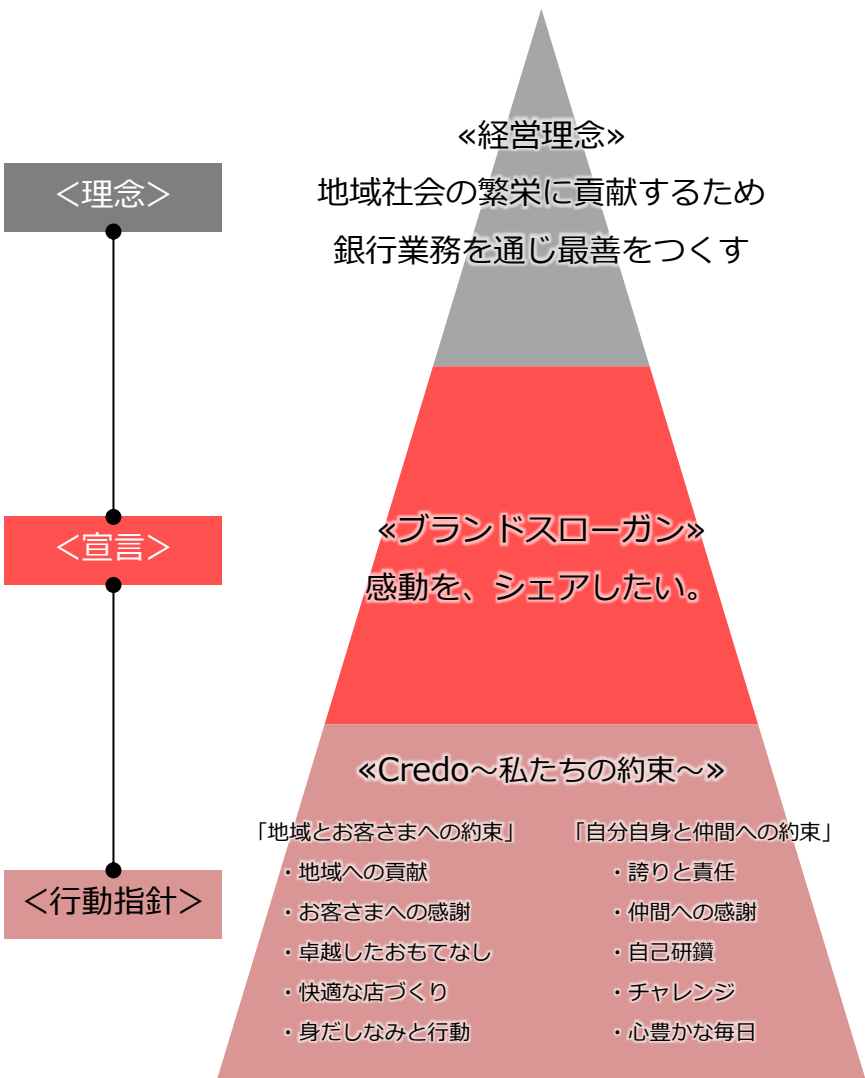 «経営理念»
＜理念＞
地域社会の繁栄に貢献するため
銀行業務を通じ最善をつくす
«ブランドスローガン»
＜宣言＞
感動を、シェアしたい。
«Credo～私たちの約束～»
「地域とお客さまへの約束」
・地域への貢献
・お客さまへの感謝
・卓越したおもてなし
・快適な店づくり
・身だしなみと行動
「自分自身と仲間への約束」
・誇りと責任
・仲間への感謝
・自己研鑽
・チャレンジ
・心豊かな毎日
＜行動指針＞